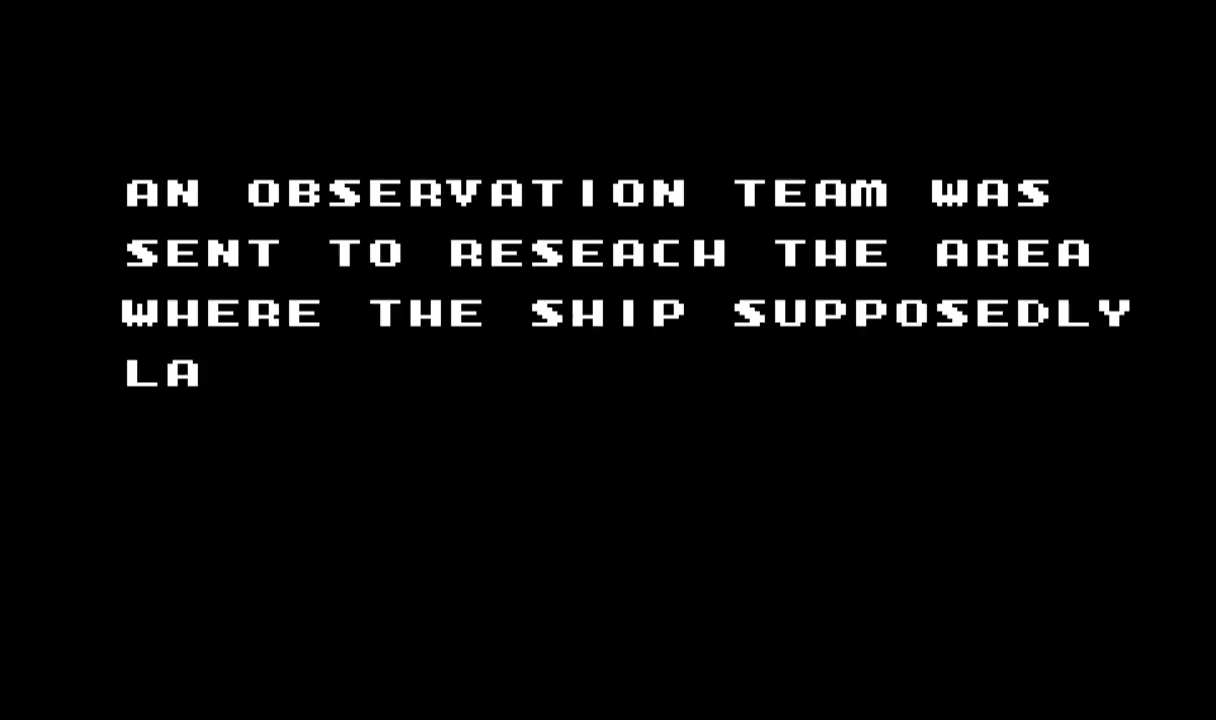 AN OBSERVATION TEAM WAS
SENT TO RESEACH THE AREA
WHERE THE SHIP SUPPOSEDLY
LA